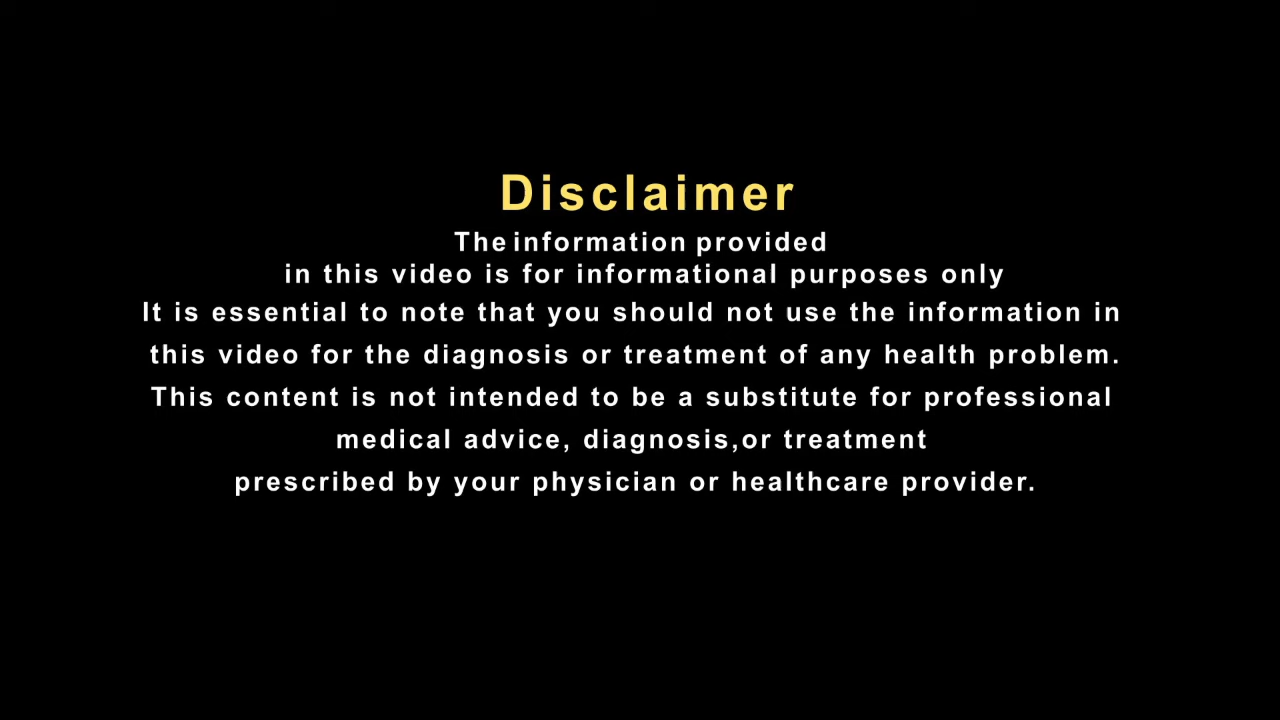 Disclaimer
The information provided
in this video is for informational purposes only
It is essential to note that you should not use the information in
this video for the diagnosis or treatment of any health problem.
This content is not intended to be a substitute for professional
medical advice, diagnosis,or treatment
prescribed by your physician or healthcare provider.